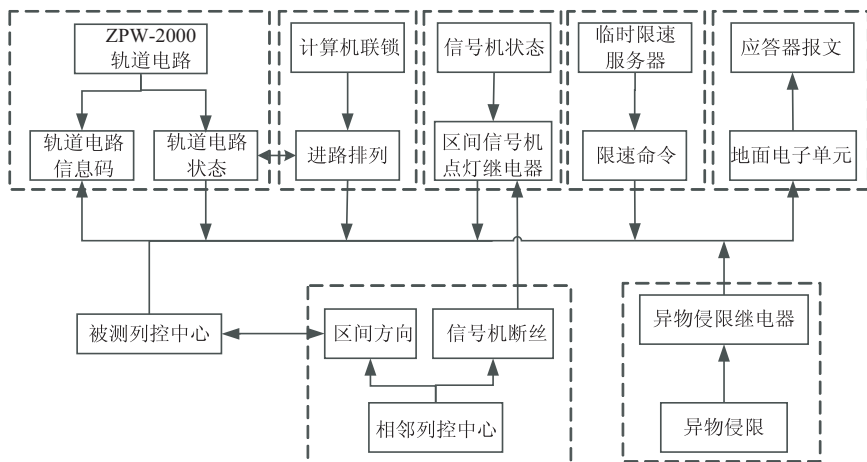 ZPW-2000
轨道电路
计算机联锁
信号机状态
临时限速
服务器
应答器报文
轨道电路
信息码
轨道电路
状态
进路排列
区间信号机
点灯继电器
限速命令
地面电子单元
被测列控中心
区间方向
信号机断丝
异物侵限继电器
相邻列控中心
异物侵限